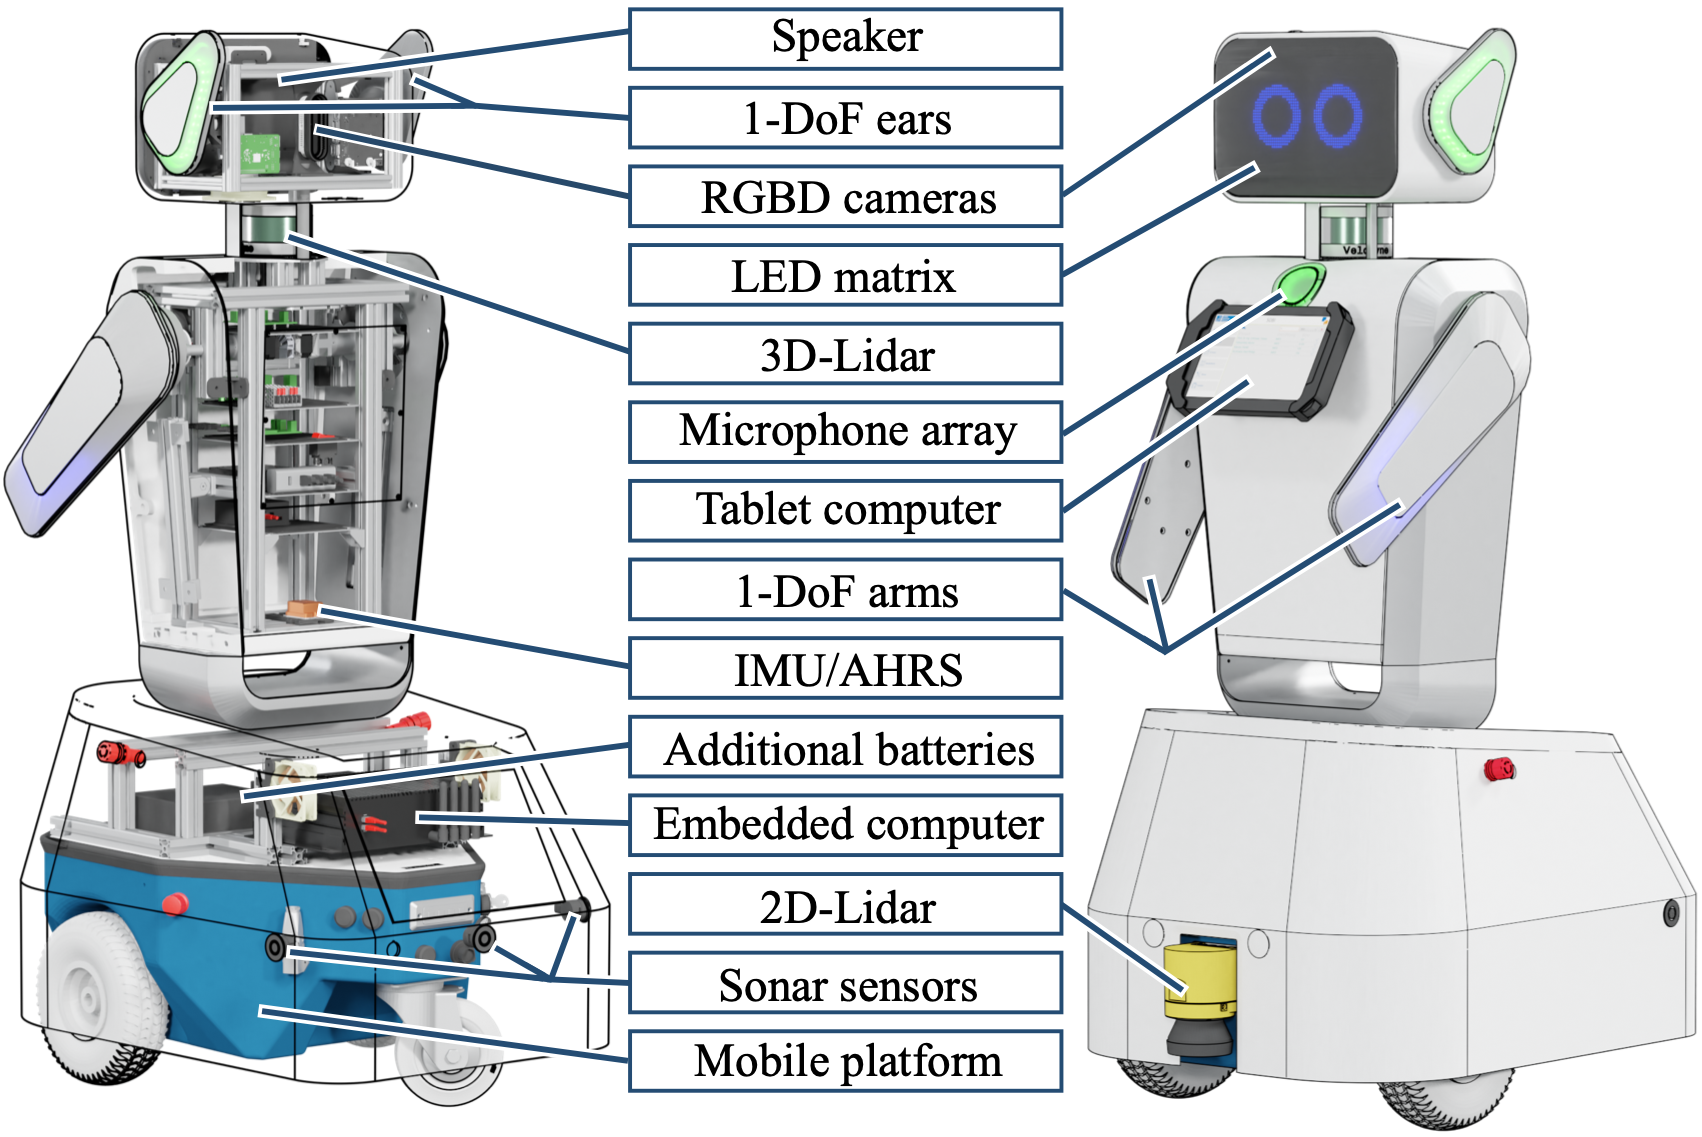 Speaker
1-DoF ears
RGBD cameras
LED matrix
3D-Lidar
Microphone array
Tablet computer
1-DoF arms
IMU/AHRS
Additional batteries
Embedded computer
2D-Lidar
Sonar sensors
Mobile platform